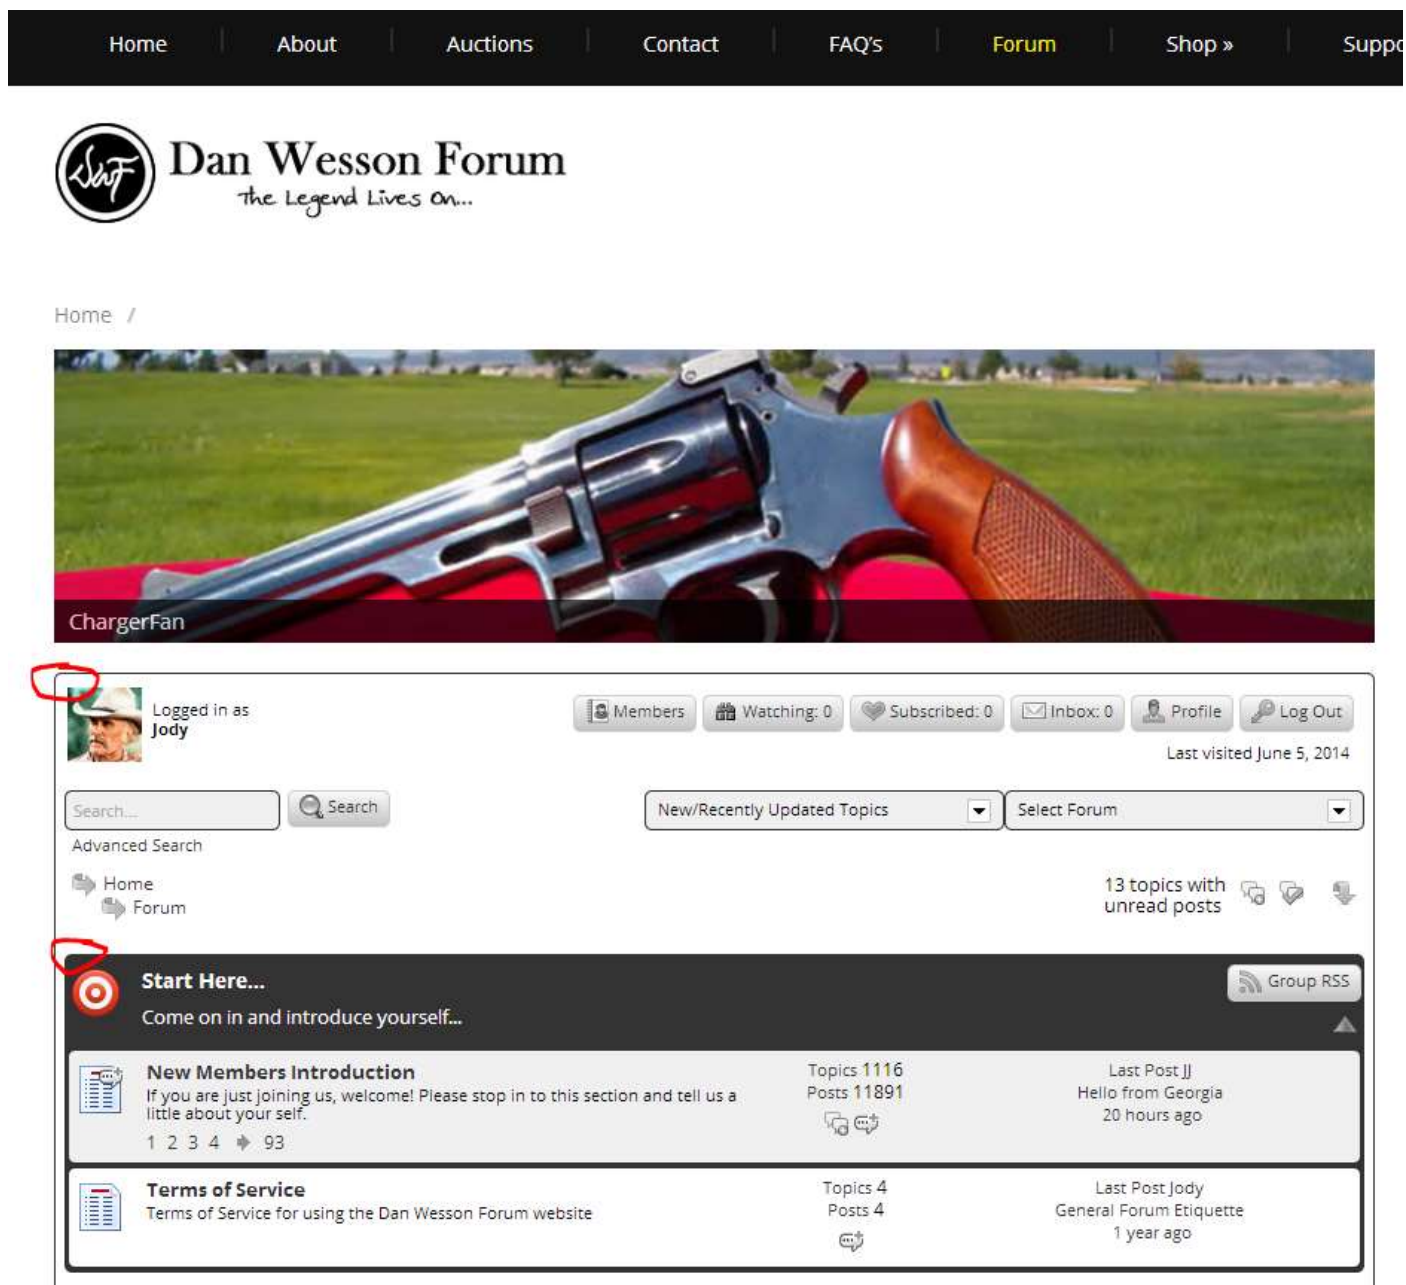 Home About Auctions Contact FAQ's Forum Shop » Suppo
DWF Dan Wesson Forum
The Legend Lives On...
Home /
ChargerFan
Logged in as
Jody
Members Watching: 0 Subscribed: 0 Inbox: 0 Profile Log Out
Last visited June 5, 2014
Search... Search New/Recently Updated Topics Select Forum
Advanced Search
Home
Forum
13 topics with
unread posts
Start Here...
Come on in and introduce yourself...
Group RSS
New Members Introduction
If you are just joining us, welcome! Please stop in to this section and tell us a
little about your self.
1 2 3 4 93
Topics 1116
Posts 11891
Last Post JJ
Hello from Georgia
20 hours ago
Terms of Service
Terms of Service for using the Dan Wesson Forum website
Topics 4
Posts 4
Last Post Jody
General Forum Etiquette
1 year ago